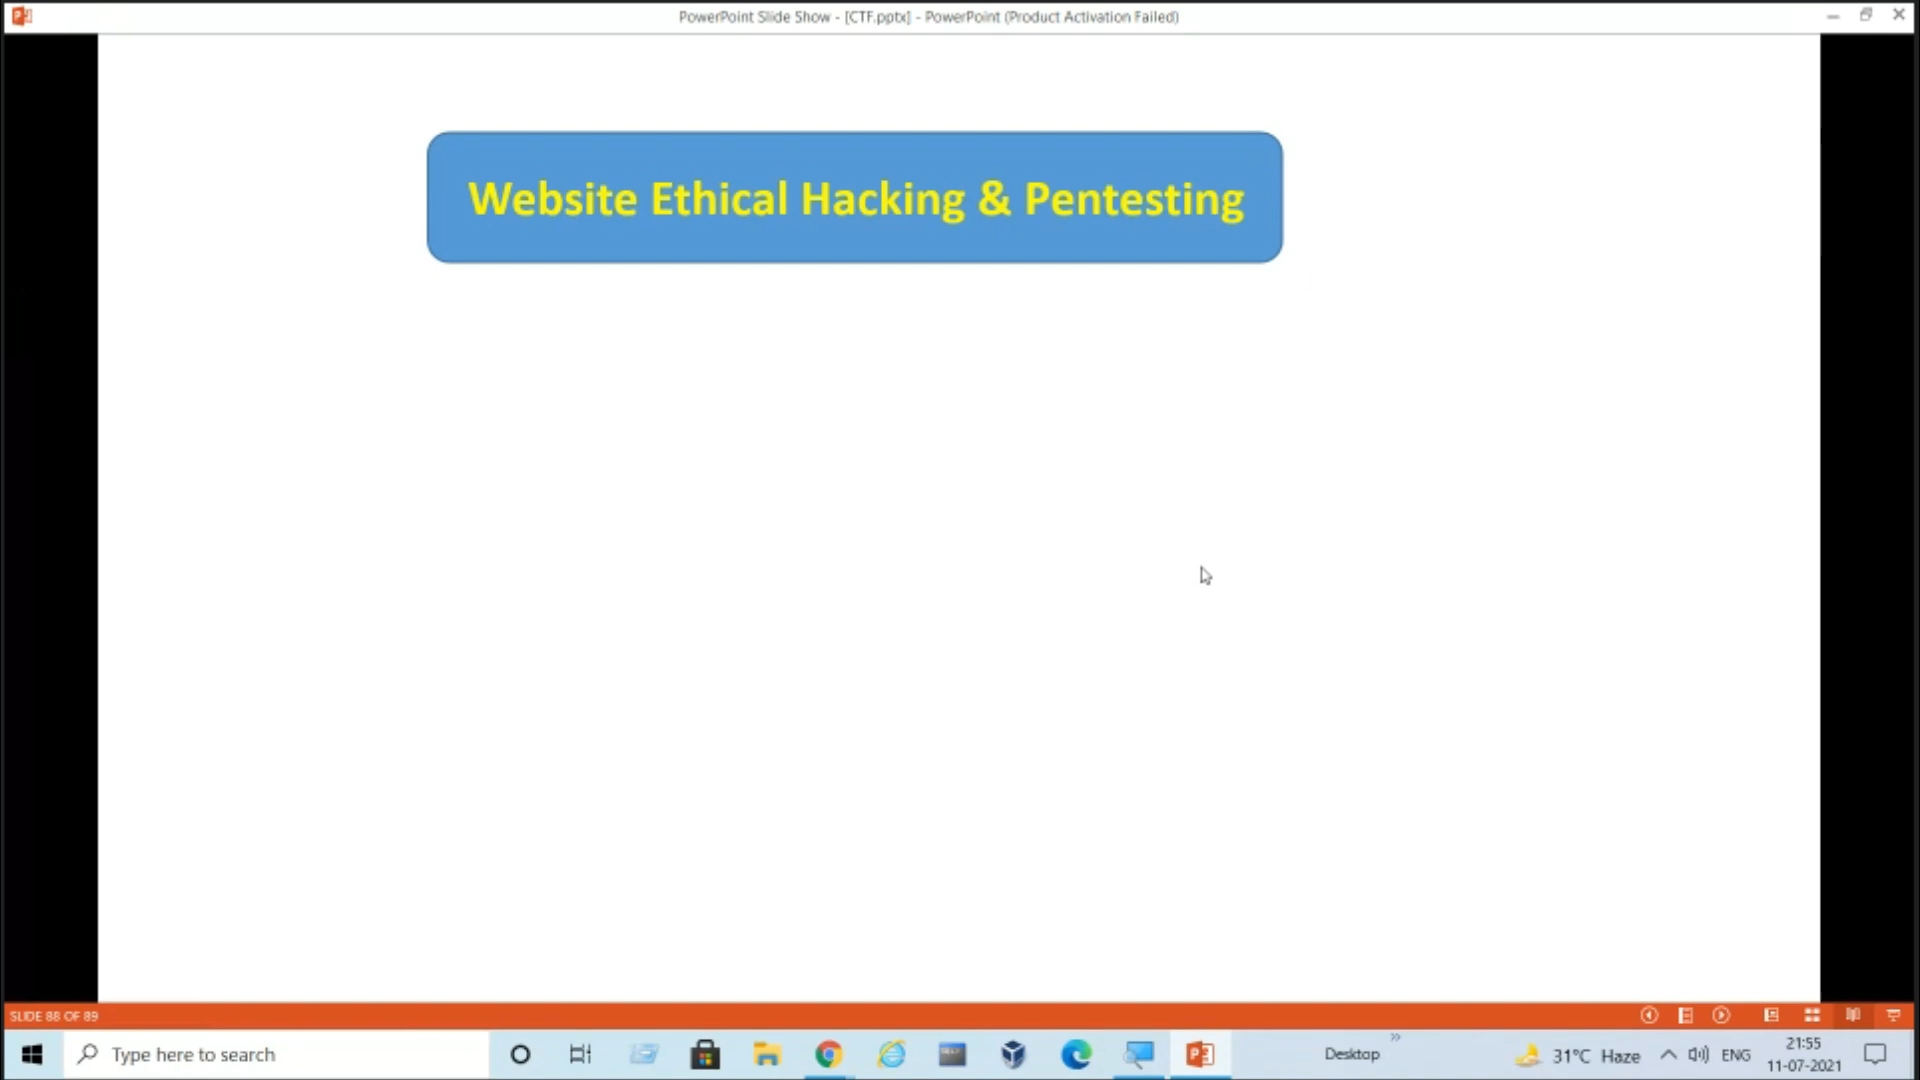 PowerPoint Slide Show - [CTF.pptx] - PowerPoint (Product Activation Failed)
Website Ethical Hacking & Pentesting
SLIDE 88 OF 89
Type here to search
Desktop
31°C Haze
ENG
21:55
11-07-2021